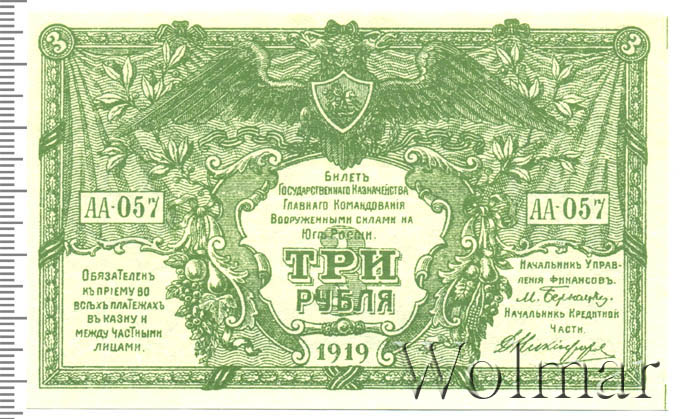 3 3
Билетъ
Государственнаго Казначейства
Главнаго Командованія
Вооруженными силами на
Югѣ Россіи.
АА-057 АА-057
ТРИ
РУБЛЯ
1919
Обязателенъ
къ пріему во
всѣхъ платежахъ
въ казну и
между частными
лицами.
Начальникъ Управ-
ленія финансовъ.
М. Бернацкій
Начальникъ Кредитной
Части.
Wolmar